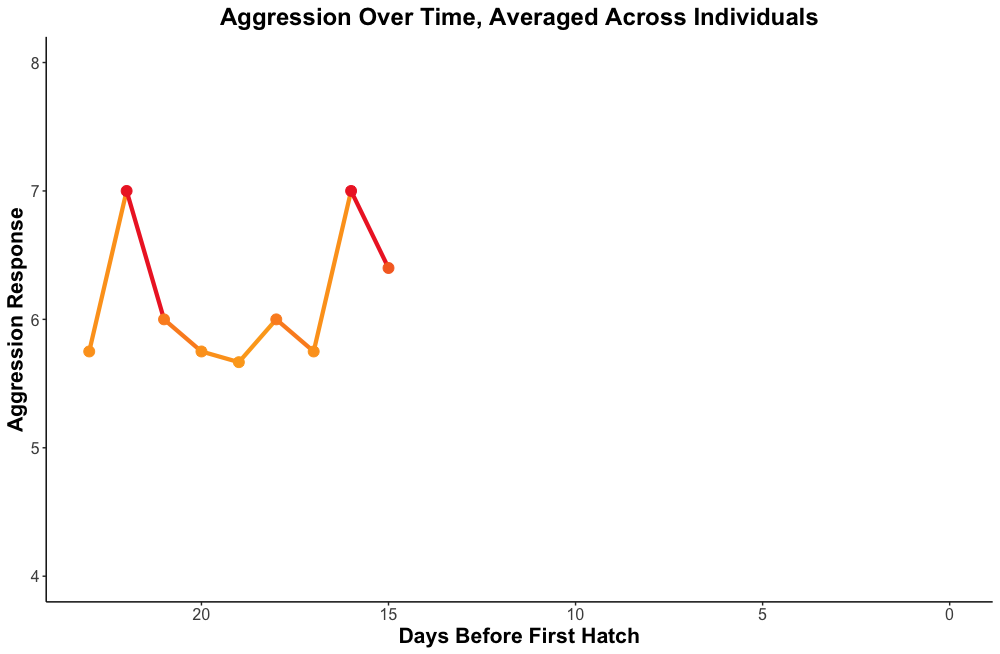 Aggression Over Time, Averaged Across Individuals
Aggression Response
8
7
6
5
4
20 15 10 5 0
Days Before First Hatch